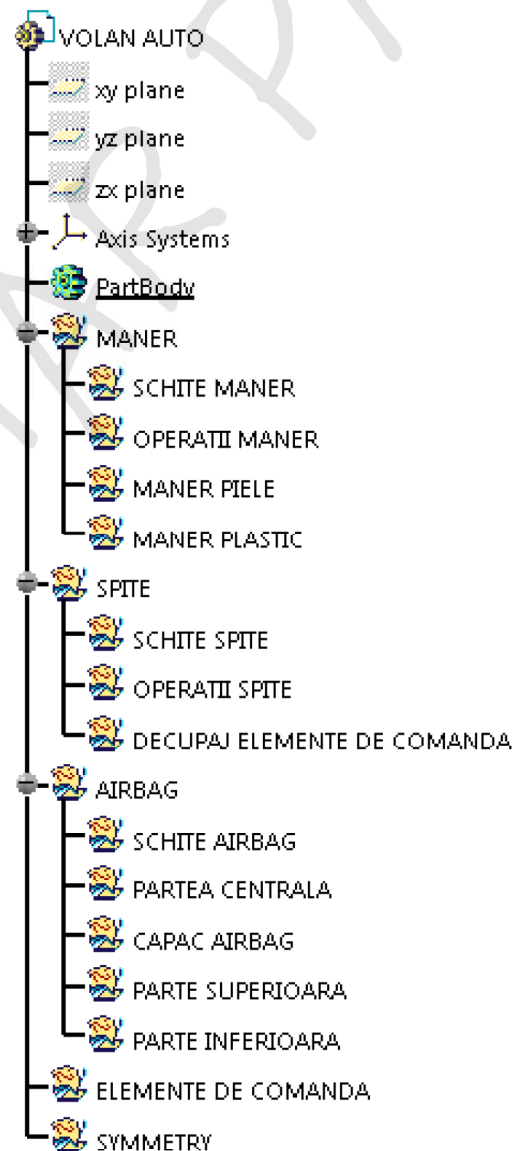 VOLAN AUTO
xy plane
yz plane
zx plane
Axis Systems
PartBody
MANER
SCHITE MANER
OPERATII MANER
MANER PIELE
MANER PLASTIC
SPITE
SCHITE SPITE
OPERATII SPITE
DECUPAJ ELEMENTE DE COMANDA
AIRBAG
SCHITE AIRBAG
PARTEA CENTRALA
CAPAC AIRBAG
PARTE SUPERIOARA
PARTE INFERIOARA
ELEMENTE DE COMANDA
SYMMETRY